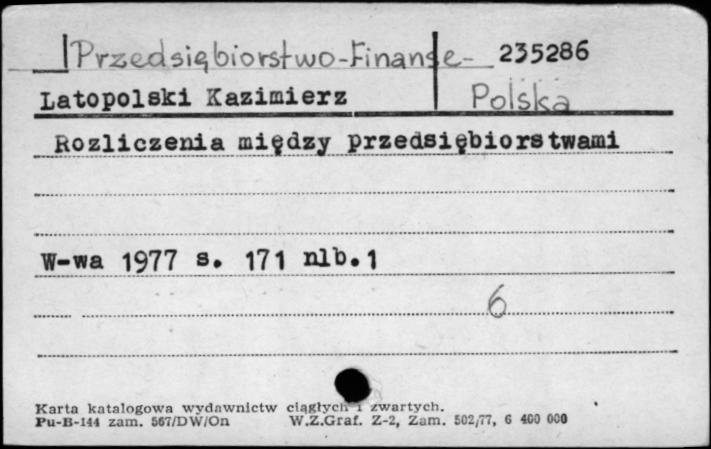 Przedsiębiorstwo-Finanse- 235286
Latopolski Kazimierz Polska
Rozliczenia między przedsiębiorstwami
W-wa 1977 s. 171 nlb.1
6
Karta katalogowa wydawnictw ciągłych i zwartych.
Pu-B-144 zam. 567/DW/On W.Z.Graf. Z-2, Zam. 502/77, 6 400 000